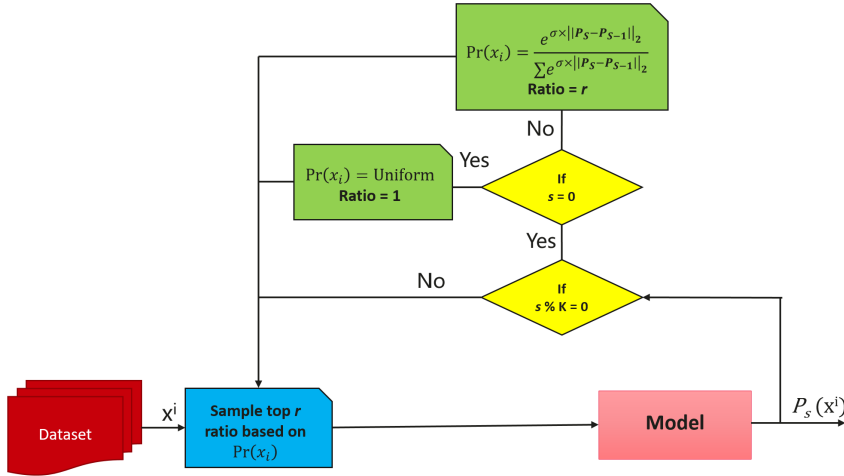 Pr(x_i) = e^{σ×||P_S−P_{S−1}||_2} / ∑e^{σ×||P_S−P_{S−1}||_2}
Ratio = r
No
Yes
Pr(x_i) = Uniform
Ratio = 1
If
s = 0
Yes
No
If
s % K = 0
Dataset
x^i
Sample top r
ratio based on
Pr(x_i)
Model
P_s (x^i)